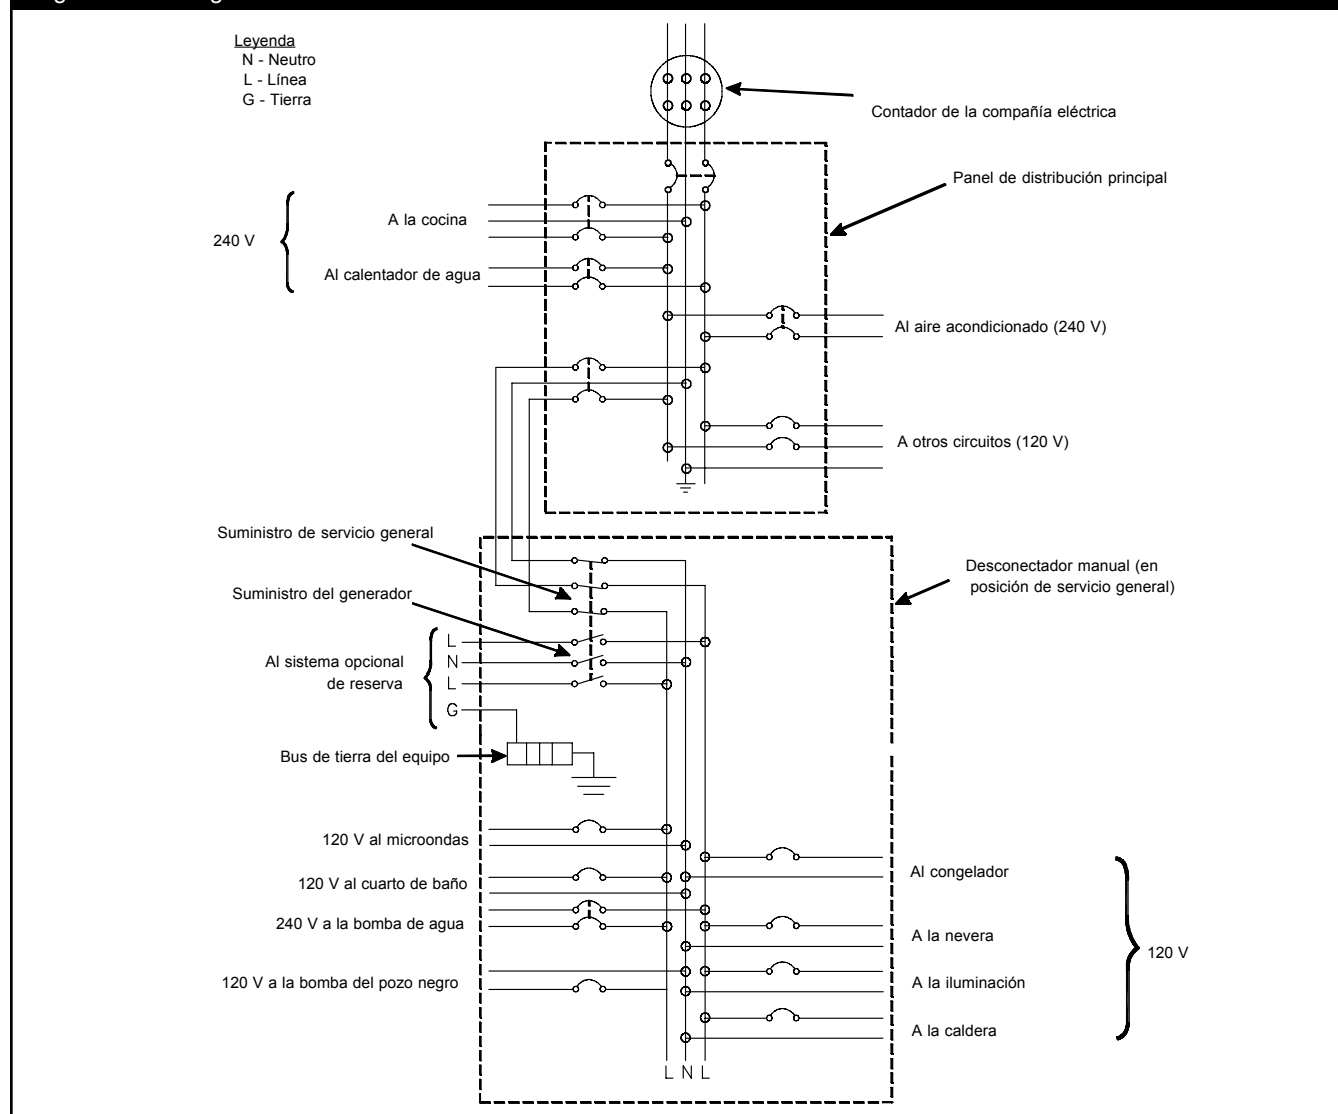 Leyenda
N - Neutro
L - Línea
G - Tierra
Contador de la compañía eléctrica
Panel de distribución principal
A la cocina
240 V
Al calentador de agua
Al aire acondicionado (240 V)
A otros circuitos (120 V)
Suministro de servicio general
Desconectador manual (en
posición de servicio general)
Suministro del generador
L
Al sistema opcional
de reserva
N
L
G
Bus de tierra del equipo
120 V al microondas
Al congelador
120 V al cuarto de baño
240 V a la bomba de agua
A la nevera
120 V
120 V a la bomba del pozo negro
A la iluminación
A la caldera
L N L